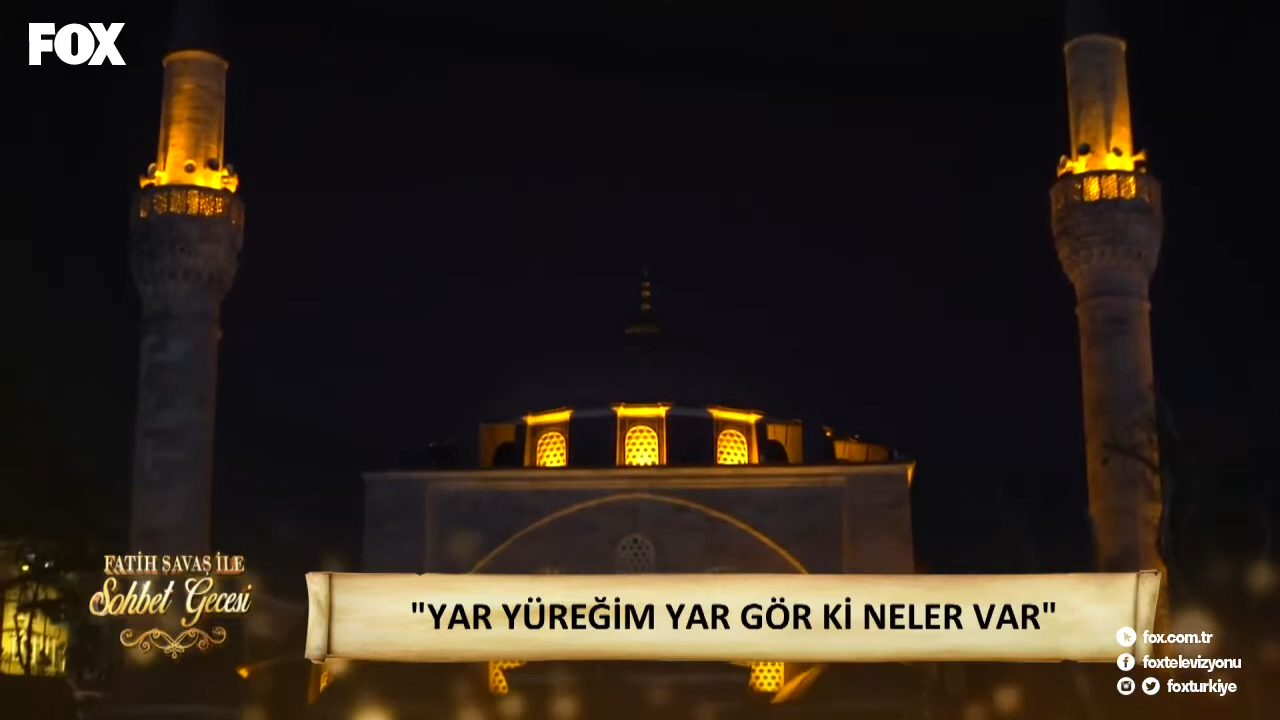 FOX
FATİH SAVAŞ İLE
Sohbet Gecesi
"YAR YÜREĞİM YAR GÖR Kİ NELER VAR"
fox.com.tr
foxtelevizyonu
foxturkiye